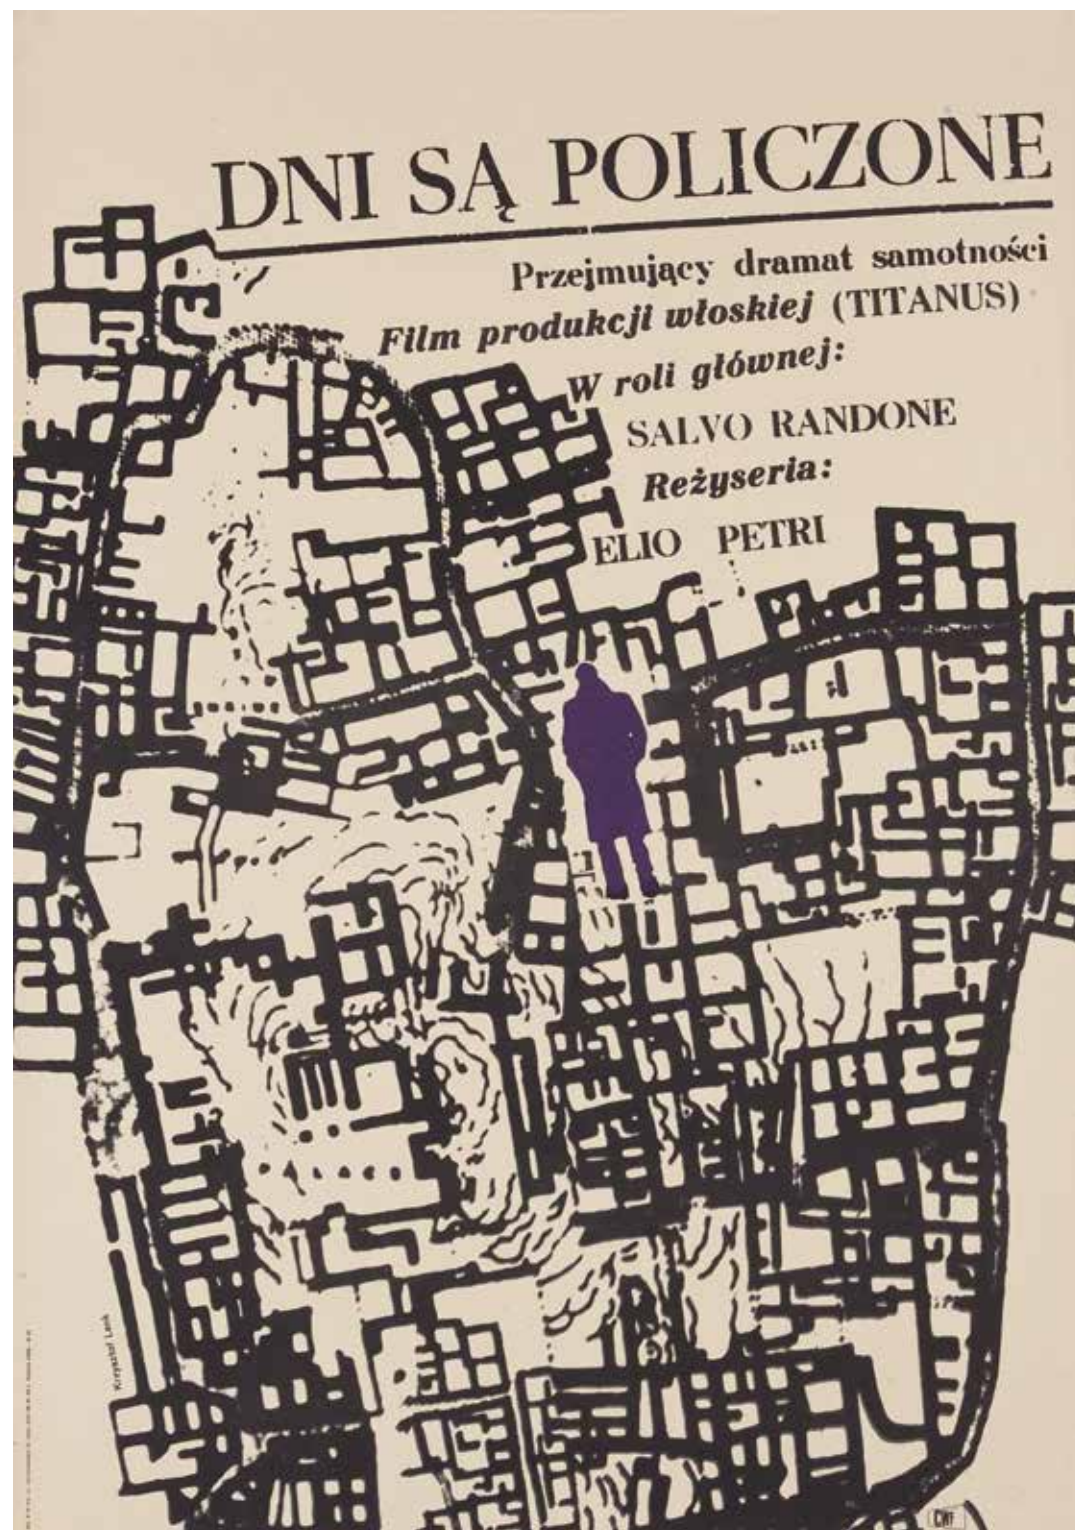 DNI SĄ POLICZONE
Przejmujący dramat samotności
Film produkcji włoskiej (TITANUS)
W roli głównej:
SALVO RANDONE
Reżyseria:
ELIO PETRI
Krzysztof Lenk
CWF